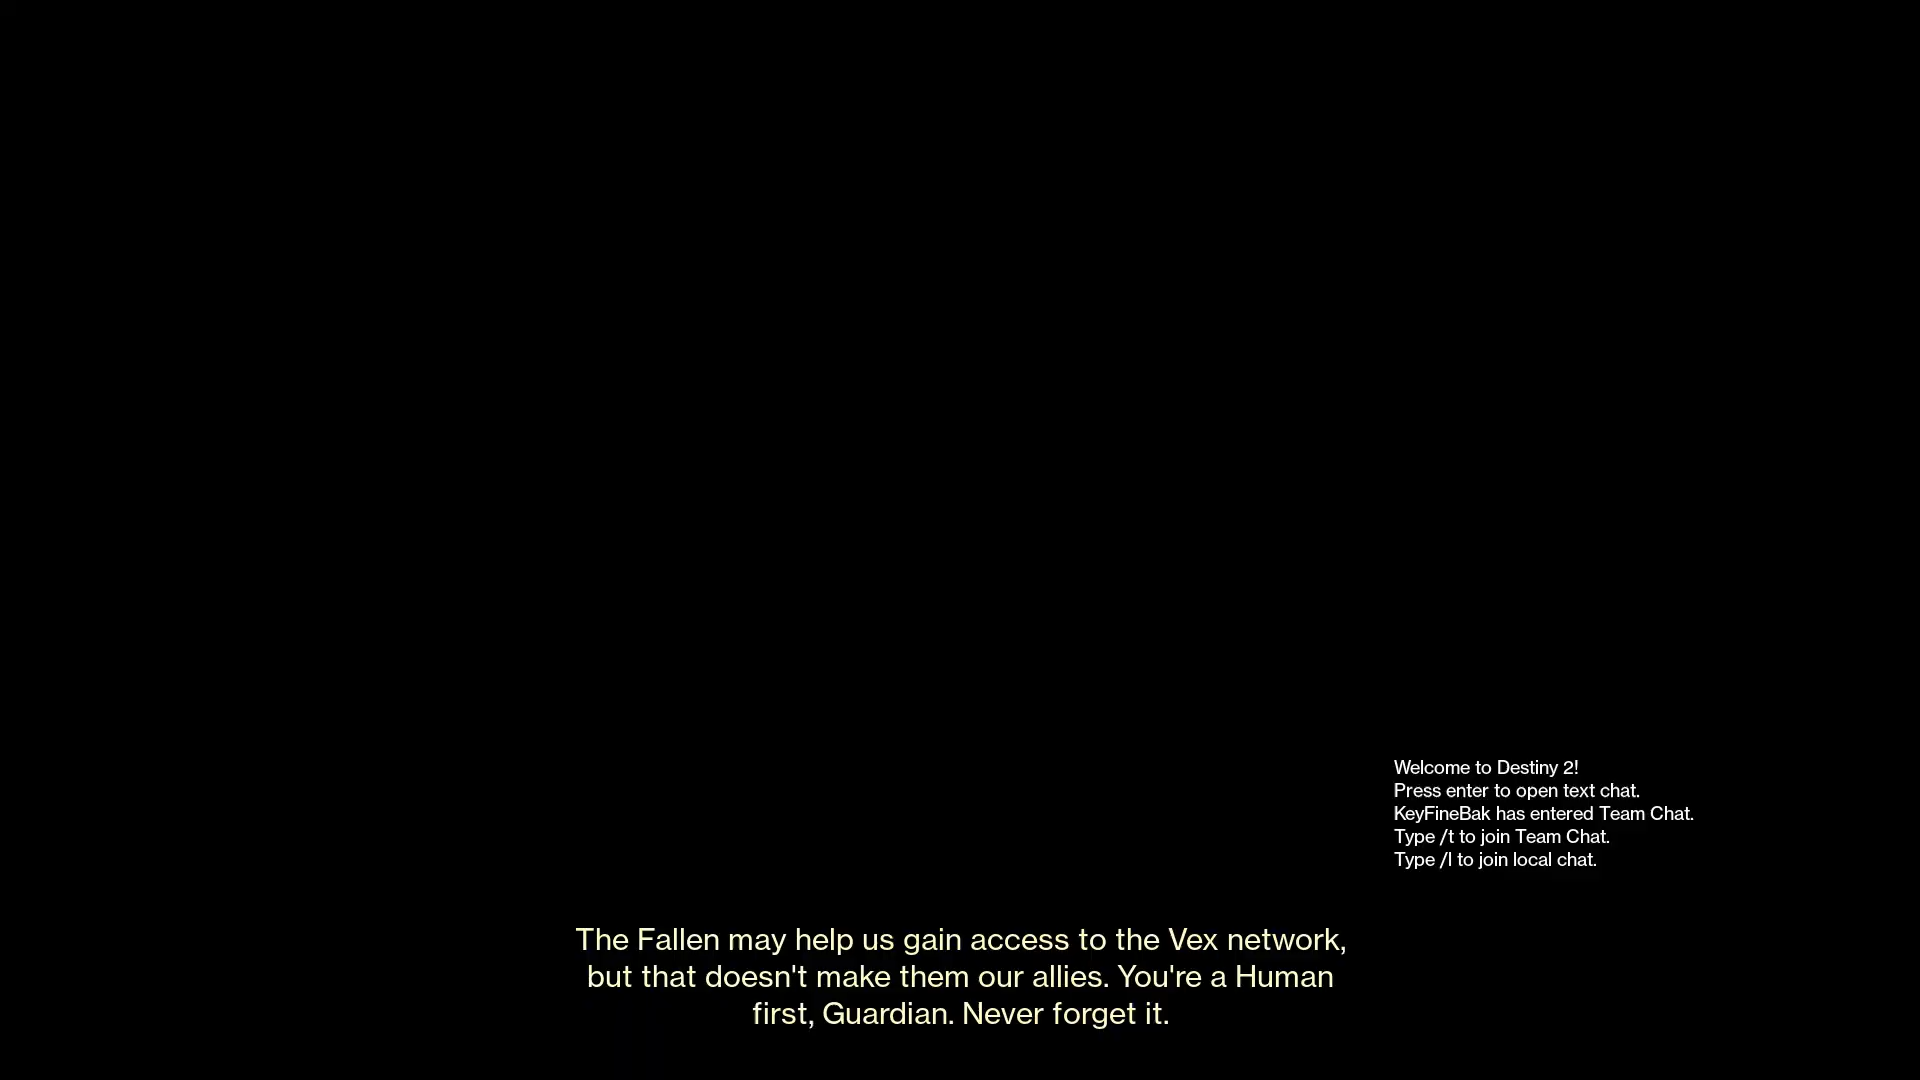 Welcome to Destiny 2!
Press enter to open text chat.
KeyFineBak has entered Team Chat.
Type /t to join Team Chat.
Type /l to join local chat.
The Fallen may help us gain access to the Vex network,
but that doesn't make them our allies. You're a Human
first, Guardian. Never forget it.